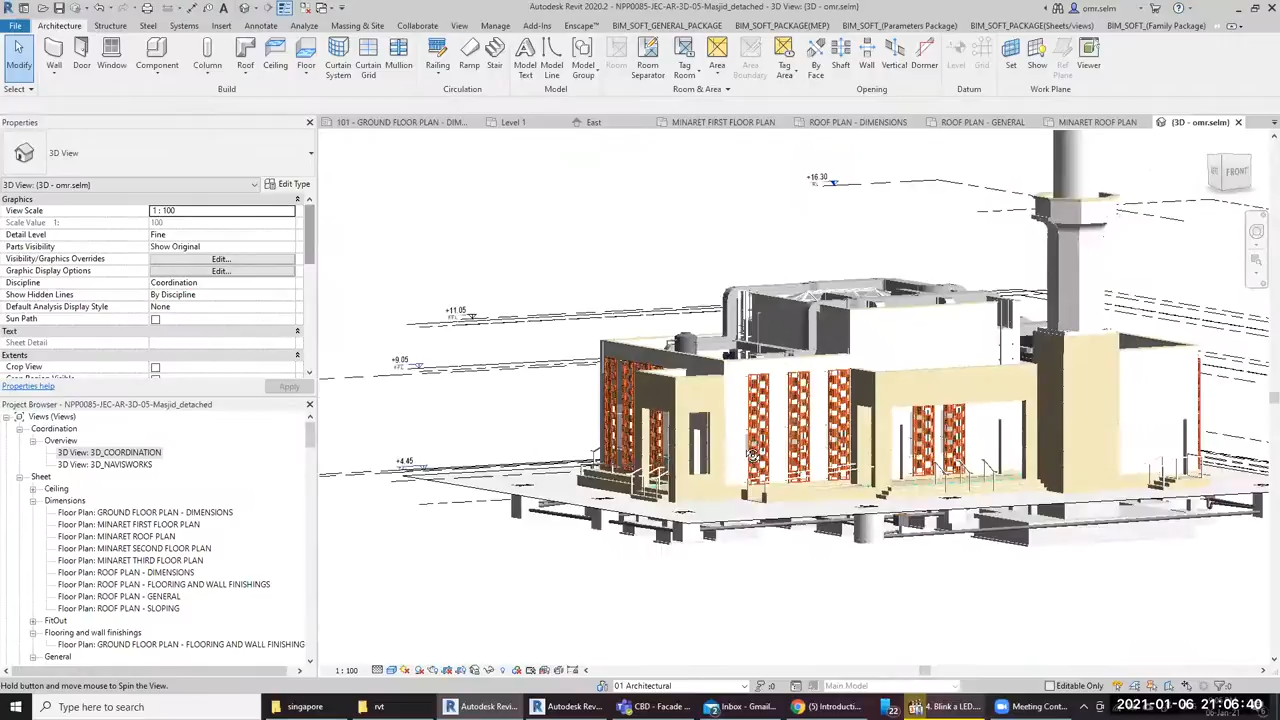 Autodesk Revit 2020.2 - NPP0085-JEC-AR-3D-05-Masjid_detached - 3D View: {3D - omr.selm}
omr.selm
File Architecture Structure Steel Systems Insert Annotate Analyze Massing & Site Collaborate View Manage Add-Ins Enscape™ BIM_SOFT_GENERAL_PACKAGE BIM_SOFT_PACKAGE(MEP) BIM_SOFT_(Parameters Package) BIM_SOFT_PACKAGE(Sheets/views) BIM_SOFT_(Family Package)
Modify Wall Door Window Component Column Roof Ceiling Floor Curtain System Curtain Grid Mullion Railing Ramp Stair Model Text Model Line Model Group Room Room Separator Tag Room Area Area Boundary Tag Area By Face Shaft Wall Vertical Dormer Level Grid Set Show Ref Plane Viewer
Select Build Circulation Model Room & Area Opening Datum Work Plane
Properties
101 - GROUND FLOOR PLAN - DIM... Level 1 East MINARET FIRST FLOOR PLAN ROOF PLAN - DIMENSIONS ROOF PLAN - GENERAL MINARET ROOF PLAN {3D - omr.selm}
3D View
3D View: {3D - omr.selm} Edit Type
Graphics
View Scale 1 : 100
Scale Value 1: 100
Detail Level Fine
Parts Visibility Show Original
Visibility/Graphics Overrides Edit...
Graphic Display Options Edit...
Discipline Coordination
Show Hidden Lines By Discipline
Default Analysis Display Style None
Sun Path
Text
Sheet Detail
Extents
Crop View
Properties help Apply
Project Browser - NPP0085-JEC-AR-3D-05-Masjid_detached
Views (Views)
Coordination
Overview
3D View: 3D_COORDINATION
3D View: 3D_NAVISWORKS
Sheet
Ceiling
Dimensions
Floor Plan: GROUND FLOOR PLAN - DIMENSIONS
Floor Plan: MINARET FIRST FLOOR PLAN
Floor Plan: MINARET ROOF PLAN
Floor Plan: MINARET SECOND FLOOR PLAN
Floor Plan: MINARET THIRD FLOOR PLAN
Floor Plan: ROOF PLAN - DIMENSIONS
Floor Plan: ROOF PLAN - FLOORING AND WALL FINISHINGS
Floor Plan: ROOF PLAN - GENERAL
Floor Plan: ROOF PLAN - SLOPING
FitOut
Flooring and wall finishings
Floor Plan: GROUND FLOOR PLAN - FLOORING AND WALL FINISHING
General
+16.30
+11.05
+9.05
+4.45
FRONT
1 : 100
Hold button and move mouse to Spin the View. 01 Architectural :0 Main Model Editable Only :0
Type here to search singapore rvt Autodesk Revi... Autodesk Revi... CBD - Facade ... Inbox - Gmail ... (5) Introducti... 22 4. Blink a LED... Meeting Cont...
2021-01-06 21:06:40